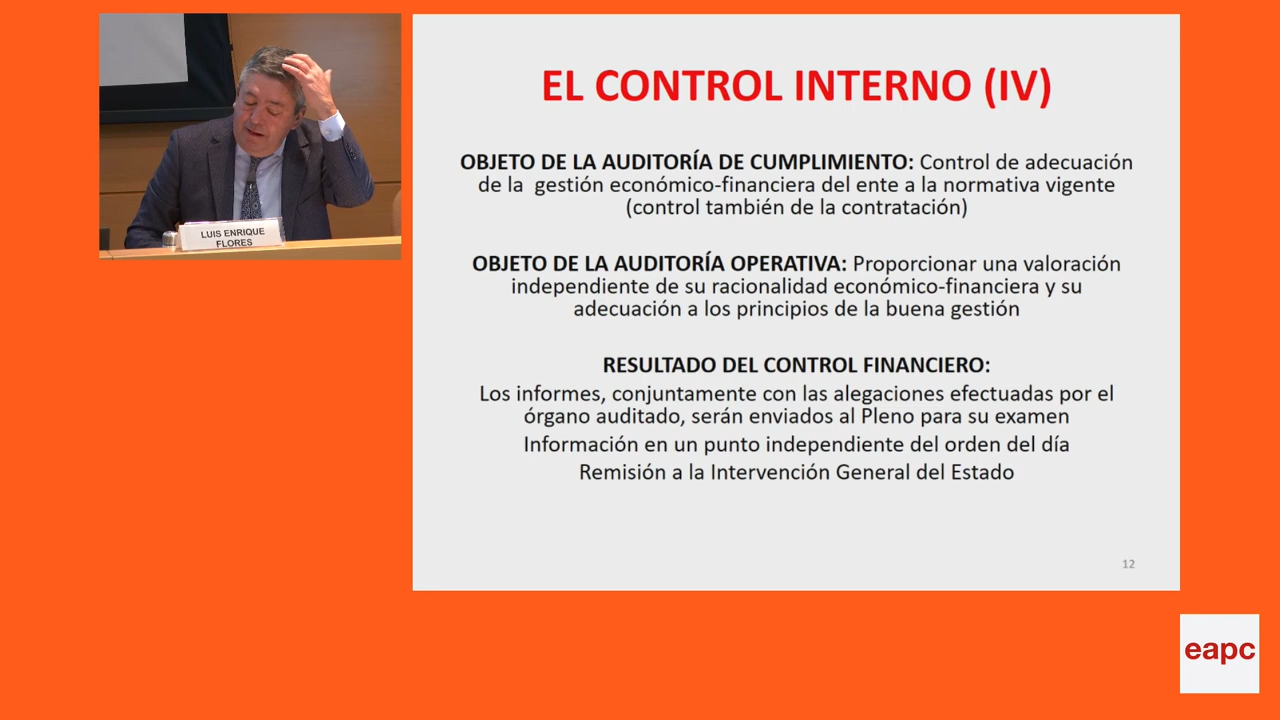 LUIS ENRIQUE
FLORES
EL CONTROL INTERNO (IV)
OBJETO DE LA AUDITORÍA DE CUMPLIMIENTO: Control de adecuación
de la gestión económico-financiera del ente a la normativa vigente
(control también de la contratación)
OBJETO DE LA AUDITORÍA OPERATIVA: Proporcionar una valoración
independiente de su racionalidad económico-financiera y su
adecuación a los principios de la buena gestión
RESULTADO DEL CONTROL FINANCIERO:
Los informes, conjuntamente con las alegaciones efectuadas por el
órgano auditado, serán enviados al Pleno para su examen
Información en un punto independiente del orden del día
Remisión a la Intervención General del Estado
12
eapc